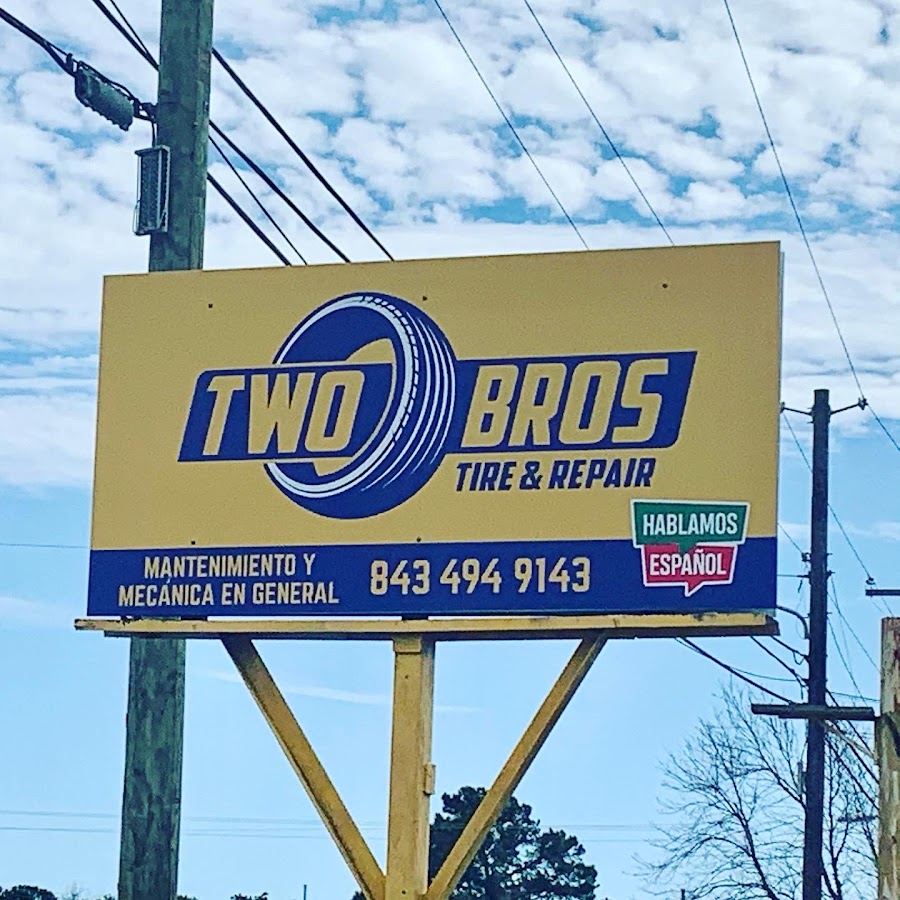 TWO BROS
TIRE & REPAIR
MANTENIMIENTO Y
MECÁNICA EN GENERAL
843 494 9143
HABLAMOS
ESPAÑOL